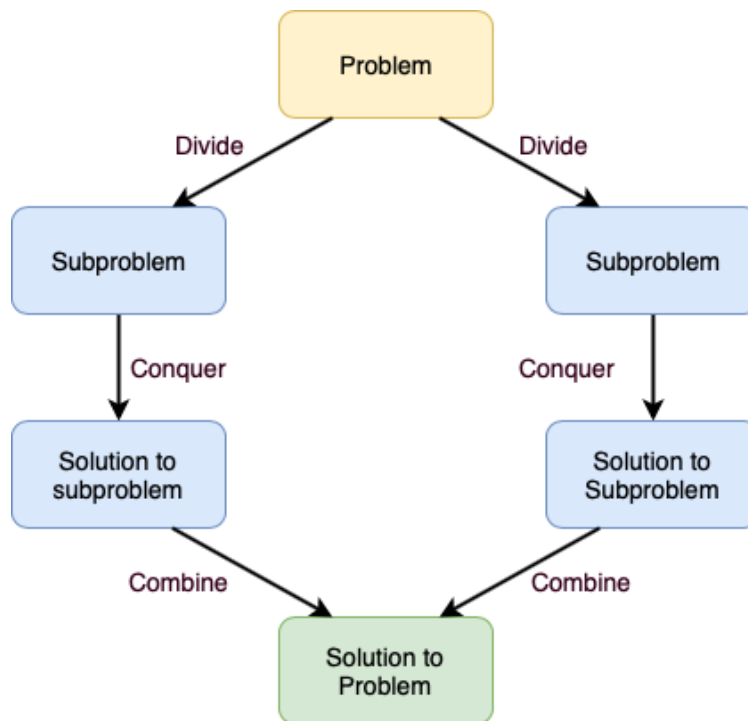 Problem
Divide
Divide
Subproblem
Subproblem
Conquer
Conquer
Solution to
subproblem
Solution to
Subproblem
Combine
Combine
Solution to
Problem